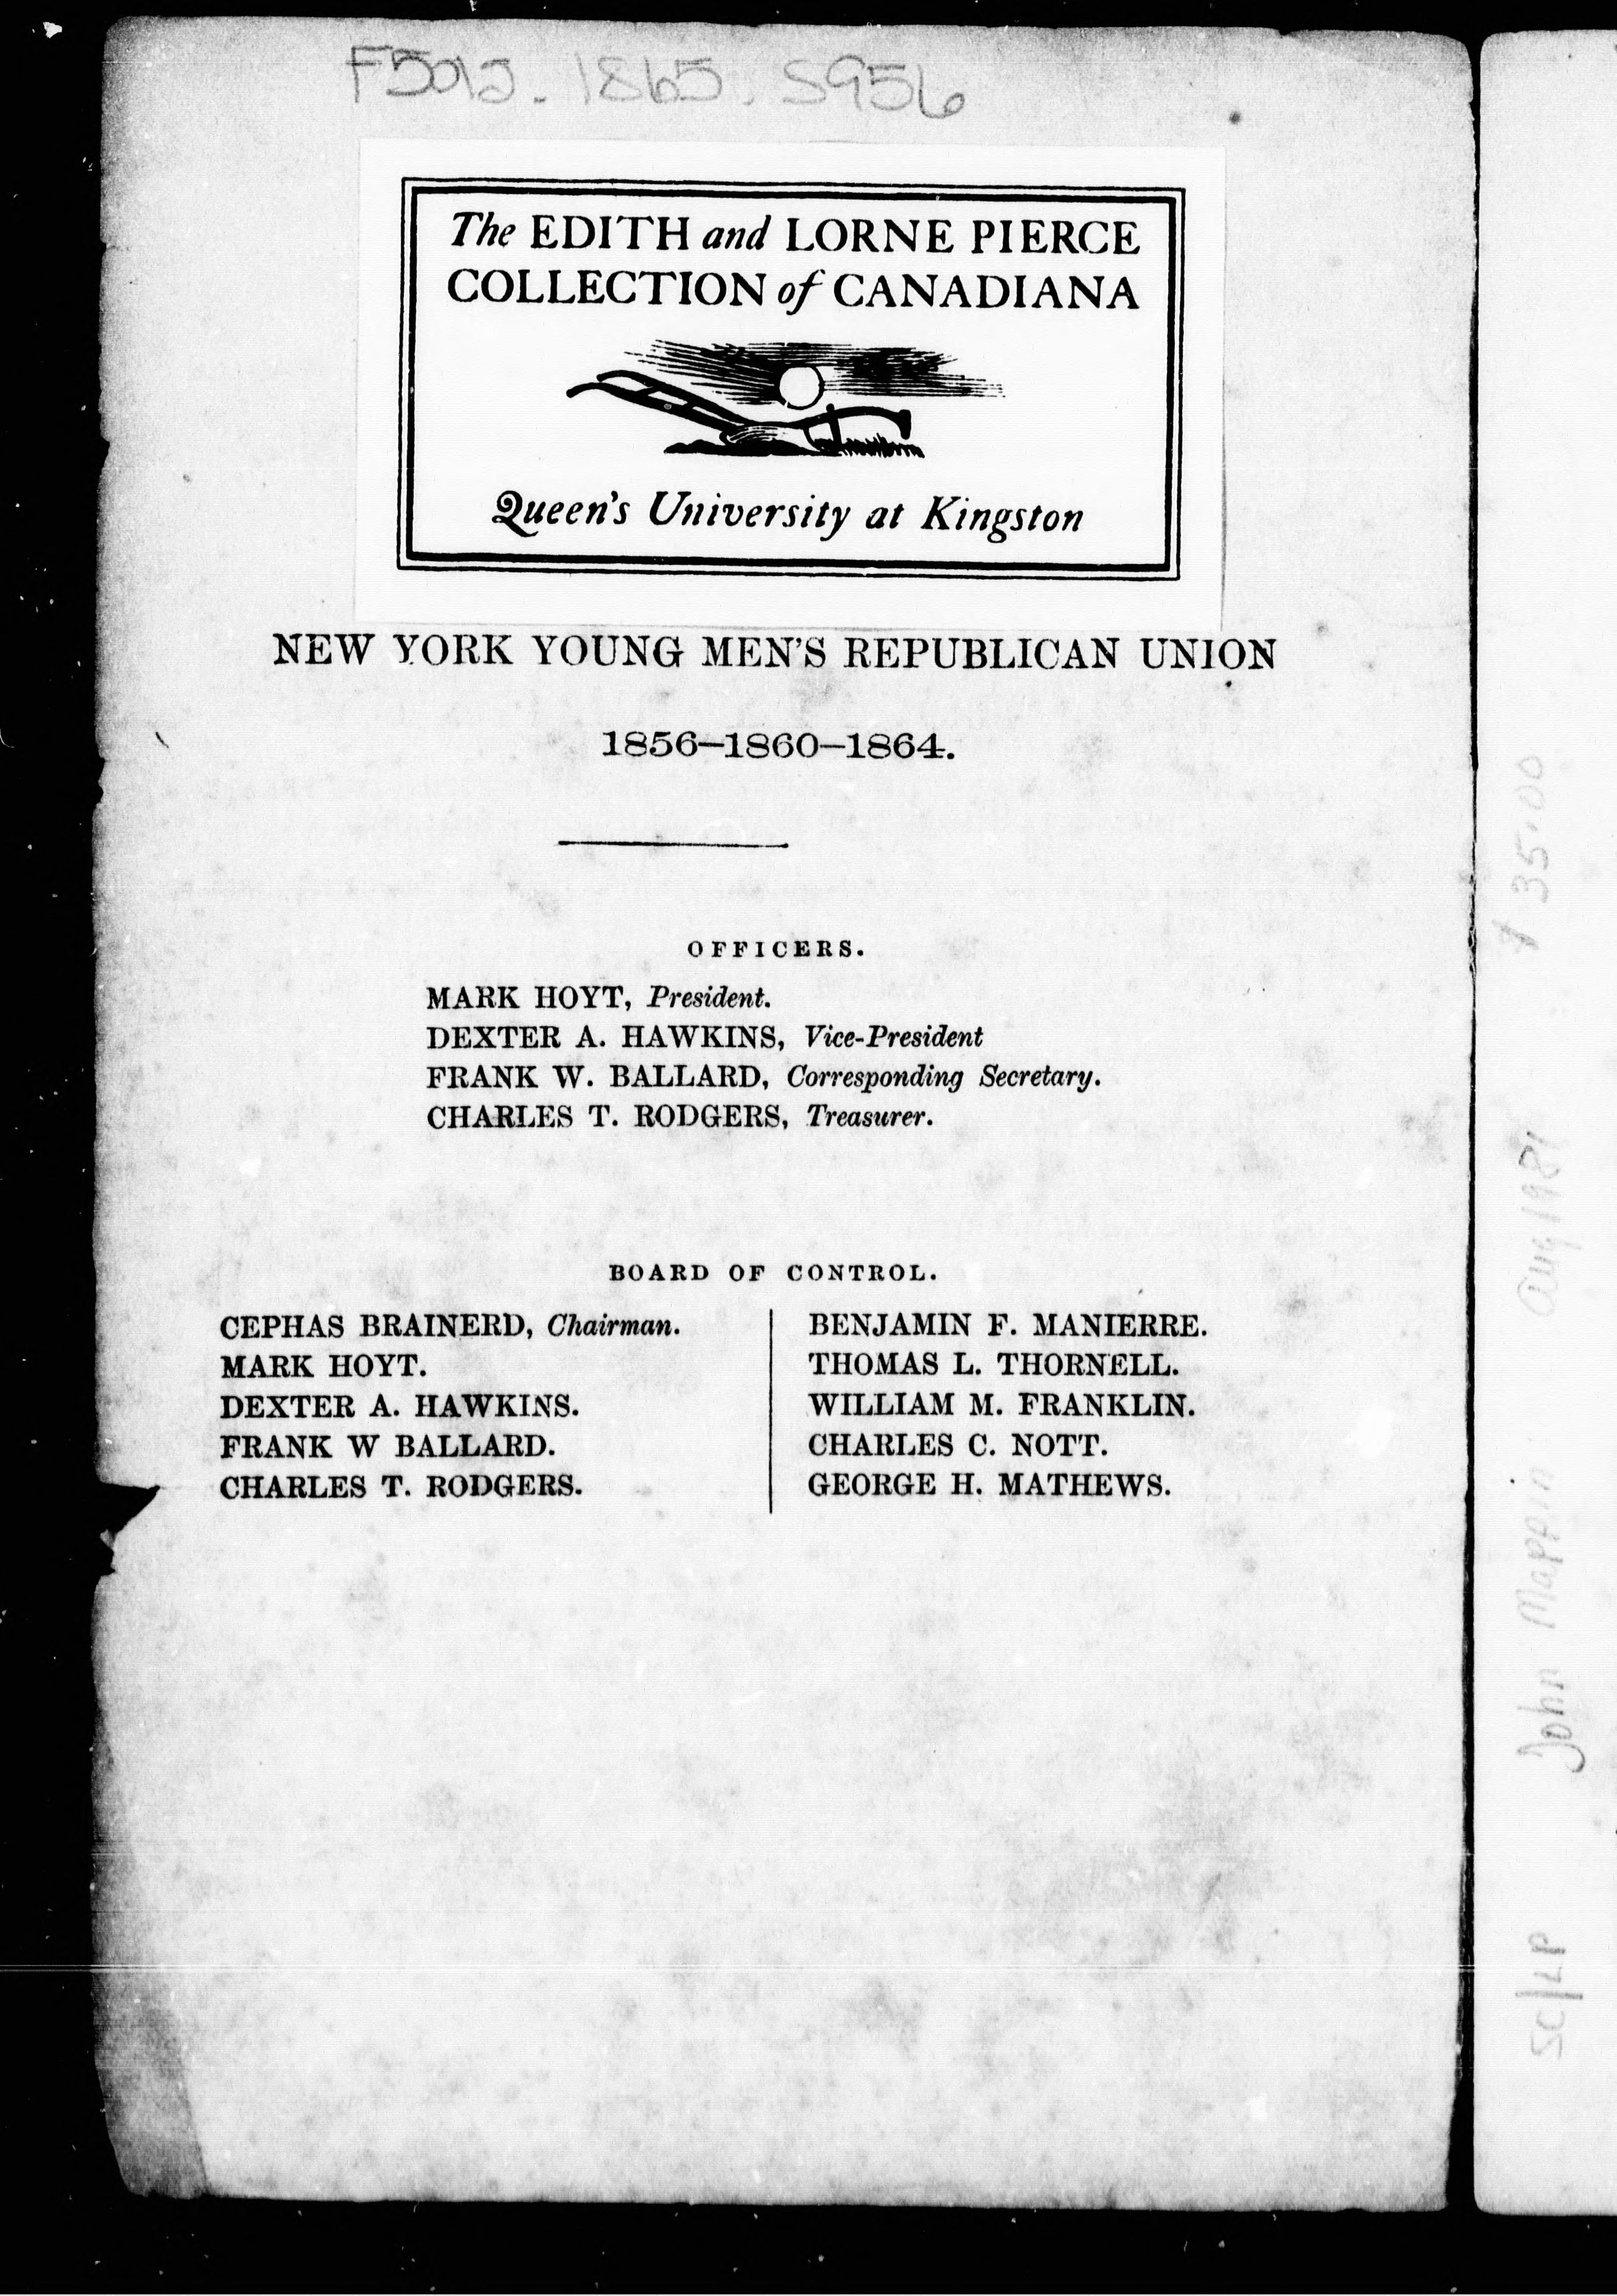 F5012.1865.S956
The EDITH and LORNE PIERCE
COLLECTION of CANADIANA
Queen's University at Kingston
NEW YORK YOUNG MEN'S REPUBLICAN UNION
1856–1860–1864.
OFFICERS.
MARK HOYT, President.
DEXTER A. HAWKINS, Vice-President
FRANK W. BALLARD, Corresponding Secretary.
CHARLES T. RODGERS, Treasurer.
BOARD OF CONTROL.
CEPHAS BRAINERD, Chairman.
MARK HOYT.
DEXTER A. HAWKINS.
FRANK W BALLARD.
CHARLES T. RODGERS.
BENJAMIN F. MANIERRE.
THOMAS L. THORNELL.
WILLIAM M. FRANKLIN.
CHARLES C. NOTT.
GEORGE H. MATHEWS.
SC/LP John Mappin Aug 1981 35.00